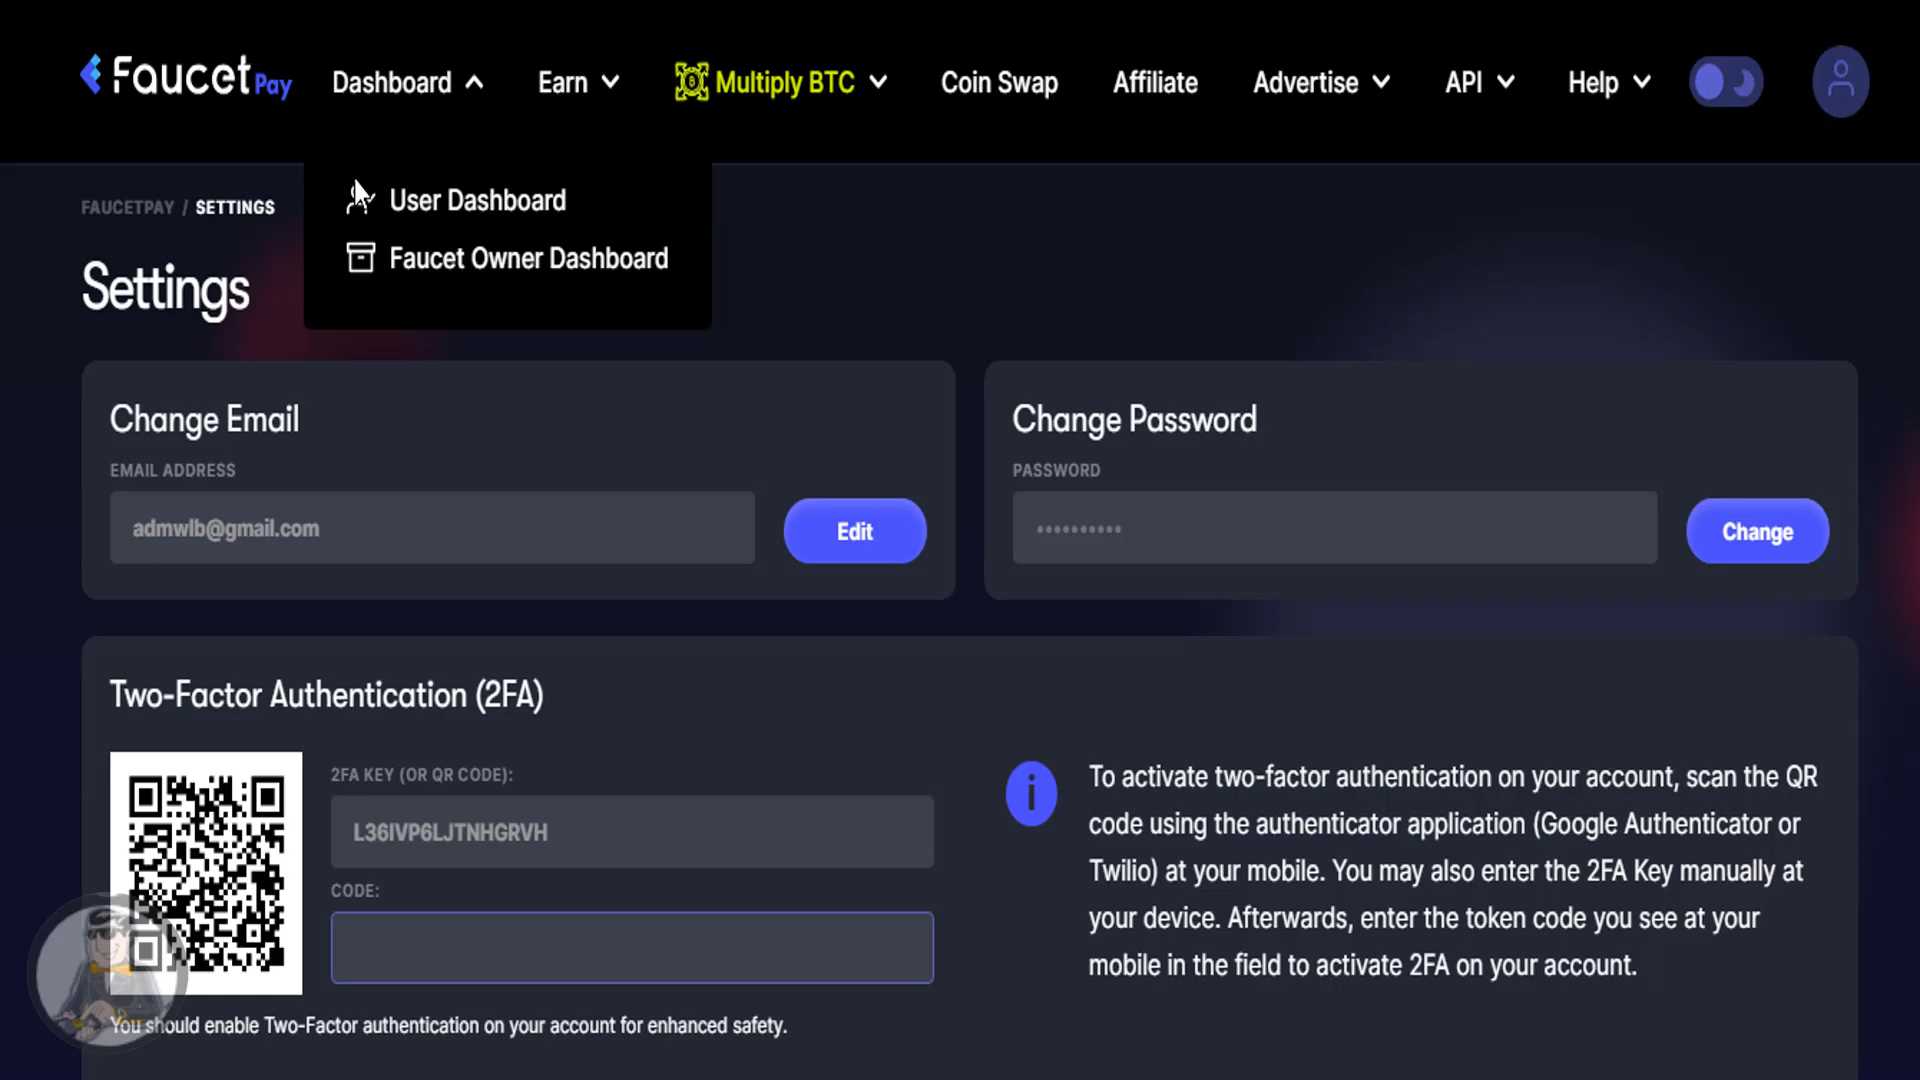 Faucet Pay
Dashboard
Earn
Multiply BTC
Coin Swap
Affiliate
Advertise
API
Help
User Dashboard
Faucet Owner Dashboard
FAUCETPAY / SETTINGS
Settings
Change Email
EMAIL ADDRESS
admwlb@gmail.com
Edit
Change Password
PASSWORD
••••••••••
Change
Two-Factor Authentication (2FA)
2FA KEY (OR QR CODE):
L36IVP6LJTNHGRVH
CODE:
You should enable Two-Factor authentication on your account for enhanced safety.
To activate two-factor authentication on your account, scan the QR
code using the authenticator application (Google Authenticator or
Twilio) at your mobile. You may also enter the 2FA Key manually at
your device. Afterwards, enter the token code you see at your
mobile in the field to activate 2FA on your account.